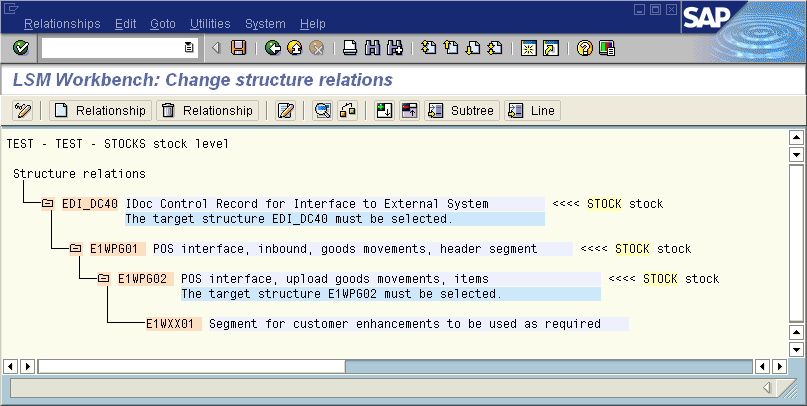 Relationships Edit Goto Utilities System Help
SAP
LSM Workbench: Change structure relations
Relationship Relationship Subtree Line
TEST - TEST - STOCKS stock level
Structure relations
EDI_DC40 IDoc Control Record for Interface to External System <<<< STOCK stock
The target structure EDI_DC40 must be selected.
E1WPG01 POS interface, inbound, goods movements, header segment <<<< STOCK stock
E1WPG02 POS interface, upload goods movements, items <<<< STOCK stock
The target structure E1WPG02 must be selected.
E1WXX01 Segment for customer enhancements to be used as required